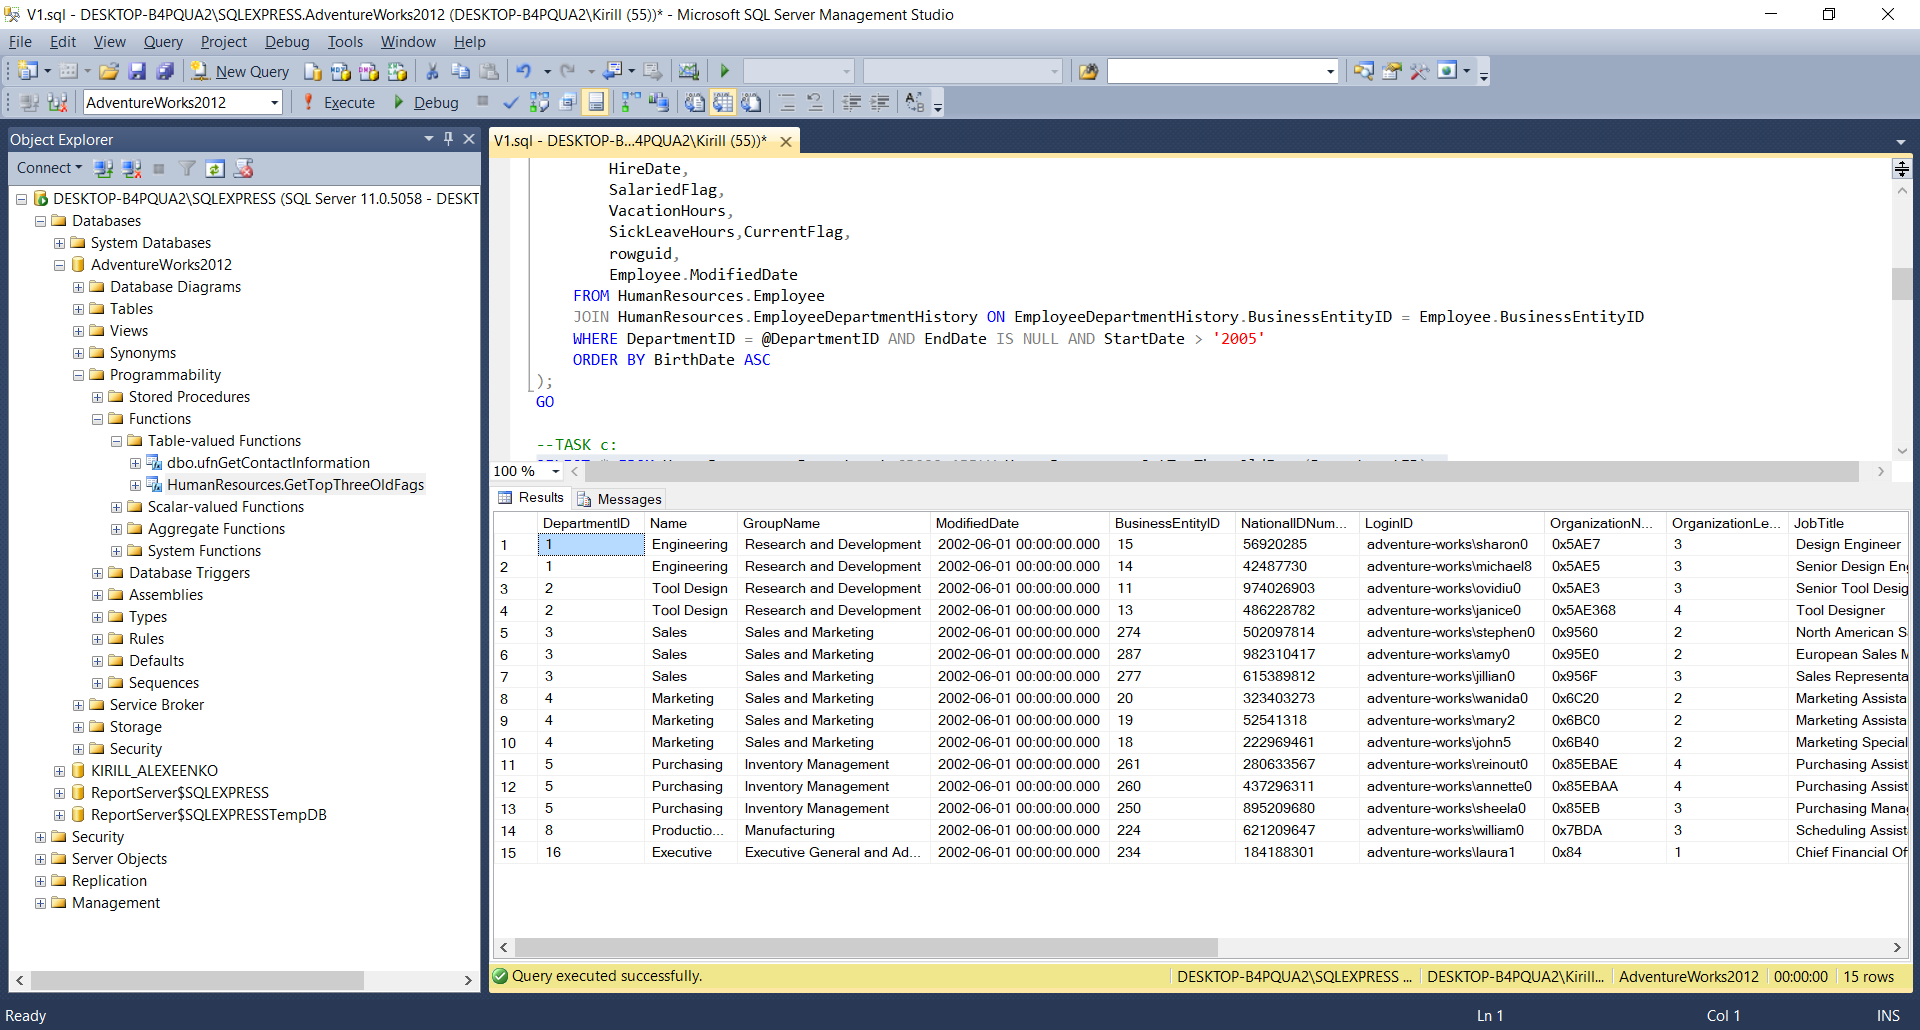 V1.sql - DESKTOP-B4PQUA2\SQLEXPRESS.AdventureWorks2012 (DESKTOP-B4PQUA2\Kirill (55))* - Microsoft SQL Server Management Studio
File Edit View Query Project Debug Tools Window Help
New Query
AdventureWorks2012 Execute Debug
Object Explorer
Connect
DESKTOP-B4PQUA2\SQLEXPRESS (SQL Server 11.0.5058 - DESKT
Databases
System Databases
AdventureWorks2012
Database Diagrams
Tables
Views
Synonyms
Programmability
Stored Procedures
Functions
Table-valued Functions
dbo.ufnGetContactInformation
HumanResources.GetTopThreeOldFags
Scalar-valued Functions
Aggregate Functions
System Functions
Database Triggers
Assemblies
Types
Rules
Defaults
Sequences
Service Broker
Storage
Security
KIRILL_ALEXEENKO
ReportServer$SQLEXPRESS
ReportServer$SQLEXPRESSTempDB
Security
Server Objects
Replication
Management
V1.sql - DESKTOP-B...4PQUA2\Kirill (55))*
HireDate,
SalariedFlag,
VacationHours,
SickLeaveHours,CurrentFlag,
rowguid,
Employee.ModifiedDate
FROM HumanResources.Employee
JOIN HumanResources.EmployeeDepartmentHistory ON EmployeeDepartmentHistory.BusinessEntityID = Employee.BusinessEntityID
WHERE DepartmentID = @DepartmentID AND EndDate IS NULL AND StartDate > '2005'
ORDER BY BirthDate ASC
);
GO
--TASK c:
100 %
Results Messages
DepartmentID Name GroupName ModifiedDate BusinessEntityID NationalIDNum... LoginID OrganizationN... OrganizationLe... JobTitle
1 1 Engineering Research and Development 2002-06-01 00:00:00.000 15 56920285 adventure-works\sharon0 0x5AE7 3 Design Engineer
2 1 Engineering Research and Development 2002-06-01 00:00:00.000 14 42487730 adventure-works\michael8 0x5AE5 3 Senior Design En
3 2 Tool Design Research and Development 2002-06-01 00:00:00.000 11 974026903 adventure-works\ovidiu0 0x5AE3 3 Senior Tool Desig
4 2 Tool Design Research and Development 2002-06-01 00:00:00.000 13 486228782 adventure-works\janice0 0x5AE368 4 Tool Designer
5 3 Sales Sales and Marketing 2002-06-01 00:00:00.000 274 502097814 adventure-works\stephen0 0x9560 2 North American S
6 3 Sales Sales and Marketing 2002-06-01 00:00:00.000 287 982310417 adventure-works\amy0 0x95E0 2 European Sales M
7 3 Sales Sales and Marketing 2002-06-01 00:00:00.000 277 615389812 adventure-works\jillian0 0x956F 3 Sales Representa
8 4 Marketing Sales and Marketing 2002-06-01 00:00:00.000 20 323403273 adventure-works\wanida0 0x6C20 2 Marketing Assista
9 4 Marketing Sales and Marketing 2002-06-01 00:00:00.000 19 52541318 adventure-works\mary2 0x6BC0 2 Marketing Assista
10 4 Marketing Sales and Marketing 2002-06-01 00:00:00.000 18 222969461 adventure-works\john5 0x6B40 2 Marketing Special
11 5 Purchasing Inventory Management 2002-06-01 00:00:00.000 261 280633567 adventure-works\reinout0 0x85EBAE 4 Purchasing Assist
12 5 Purchasing Inventory Management 2002-06-01 00:00:00.000 260 437296311 adventure-works\annette0 0x85EBAA 4 Purchasing Assist
13 5 Purchasing Inventory Management 2002-06-01 00:00:00.000 250 895209680 adventure-works\sheela0 0x85EB 3 Purchasing Mana
14 8 Productio... Manufacturing 2002-06-01 00:00:00.000 224 621209647 adventure-works\william0 0x7BDA 3 Scheduling Assist
15 16 Executive Executive General and Ad... 2002-06-01 00:00:00.000 234 184188301 adventure-works\laura1 0x84 1 Chief Financial Of
Query executed successfully. DESKTOP-B4PQUA2\SQLEXPRESS ... DESKTOP-B4PQUA2\Kirill... AdventureWorks2012 00:00:00 15 rows
Ready Ln 1 Col 1 INS